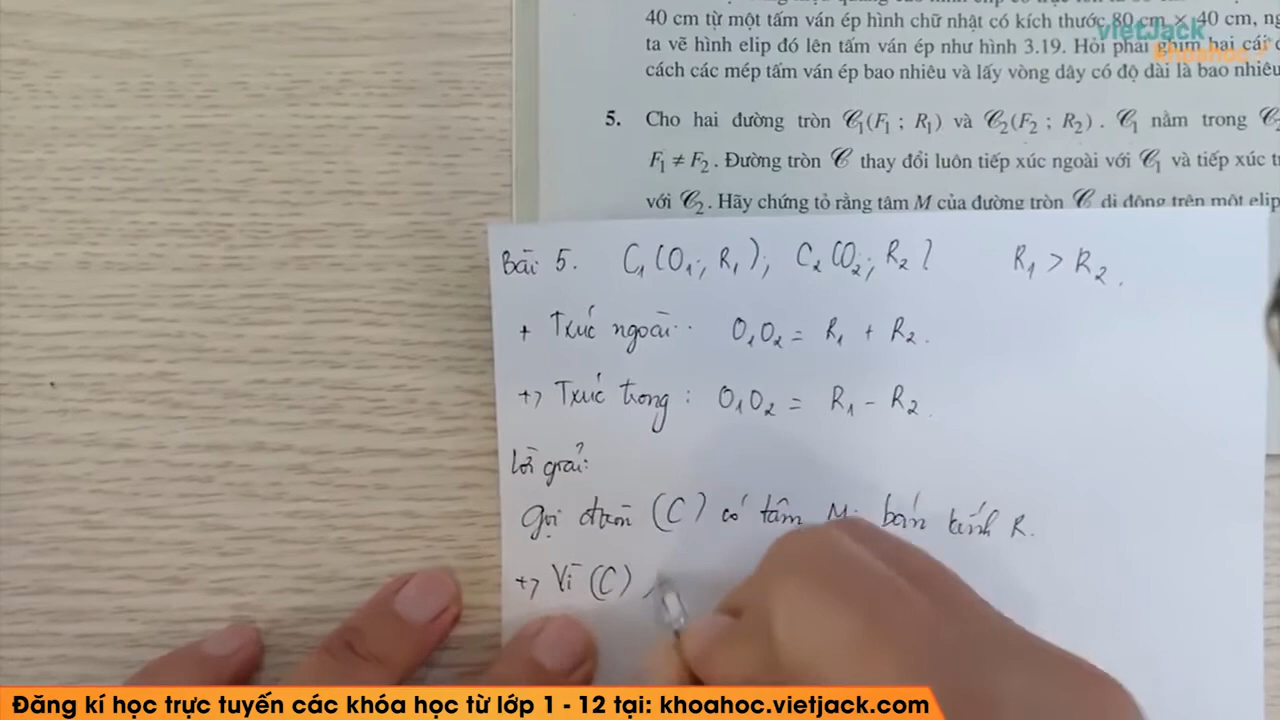 40 cm từ một tấm ván ép hình chữ nhật có kích thước 80 cm × 40 cm, ng
vietJack
ta vẽ hình elip đó lên tấm ván ép như hình 3.19. Hỏi phải ghim hai cái đ
khoahoc
cách các mép tấm ván ép bao nhiêu và lấy vòng dây có độ dài là bao nhiêu
5. Cho hai đường tròn 𝒞₁(F₁ ; R₁) và 𝒞₂(F₂ ; R₂). 𝒞₁ nằm trong 𝒞
F₁ ≠ F₂. Đường tròn 𝒞 thay đổi luôn tiếp xúc ngoài với 𝒞₁ và tiếp xúc t
với 𝒞₂. Hãy chứng tỏ rằng tâm M của đường tròn 𝒞 di động trên một elip
Bài 5. C₁(O₁; R₁); C₂(O₂; R₂) R₁ > R₂.
+ Txúc ngoài: O₁O₂ = R₁ + R₂.
+, Txúc trong: O₁O₂ = R₁ - R₂.
Lời giải:
Gọi (C) có tâm M; bán kính R.
+, Vì (C)
Đăng kí học trực tuyến các khóa học từ lớp 1 - 12 tại: khoahoc.vietjack.com